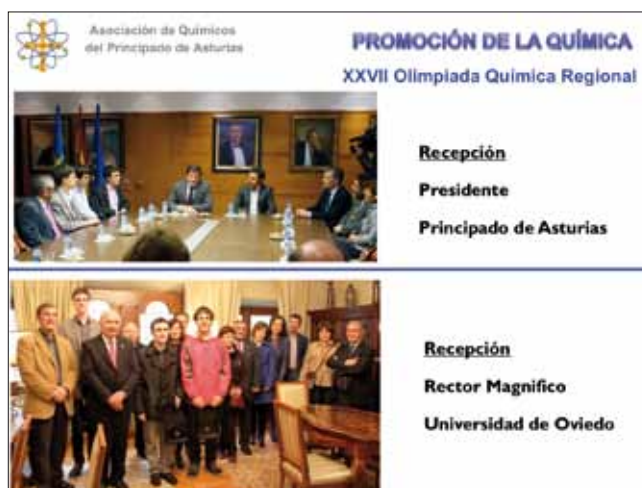 Asociación de Químicos
del Principado de Asturias
PROMOCIÓN DE LA QUÍMICA
XXVII Olimpiada Química Regional
Recepción
Presidente
Principado de Asturias
Recepción
Rector Magnifico
Universidad de Oviedo